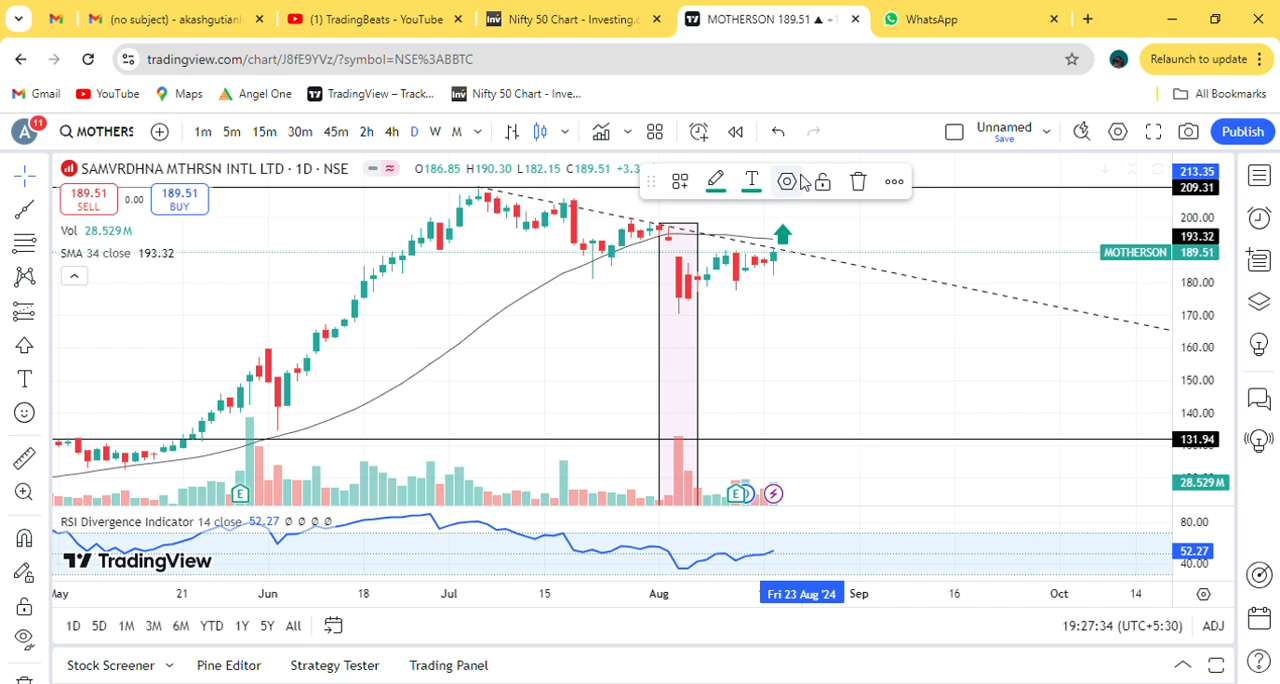 (no subject) - akashgutian
(1) TradingBeats - YouTube
Nifty 50 Chart - Investing.c
MOTHERSON 189.51 ▲ +1
WhatsApp
tradingview.com/chart/J8fE9YVz/?symbol=NSE%3ABBTC
Relaunch to update
Gmail
YouTube
Maps
Angel One
TradingView – Track...
Nifty 50 Chart - Inve...
All Bookmarks
A
11
MOTHERS
1m 5m 15m 30m 45m 2h 4h D W M
Unnamed
Save
Publish
SAMVRDHNA MTHRSN INTL LTD · 1D · NSE
O186.85 H190.30 L182.15 C189.51 +3.3
189.51
SELL
0.00
189.51
BUY
Vol 28.529M
SMA 34 close 193.32
213.35
209.31
200.00
193.32
MOTHERSON 189.51
180.00
170.00
160.00
150.00
140.00
131.94
28.529M
E
E
RSI Divergence Indicator 14 close 52.27 Ø Ø Ø Ø
80.00
52.27
40.00
TradingView
May 21 Jun 18 Jul 15 Aug Fri 23 Aug '24 Sep 16 Oct 14
1D 5D 1M 3M 6M YTD 1Y 5Y All
19:27:34 (UTC+5:30)
ADJ
Stock Screener
Pine Editor
Strategy Tester
Trading Panel